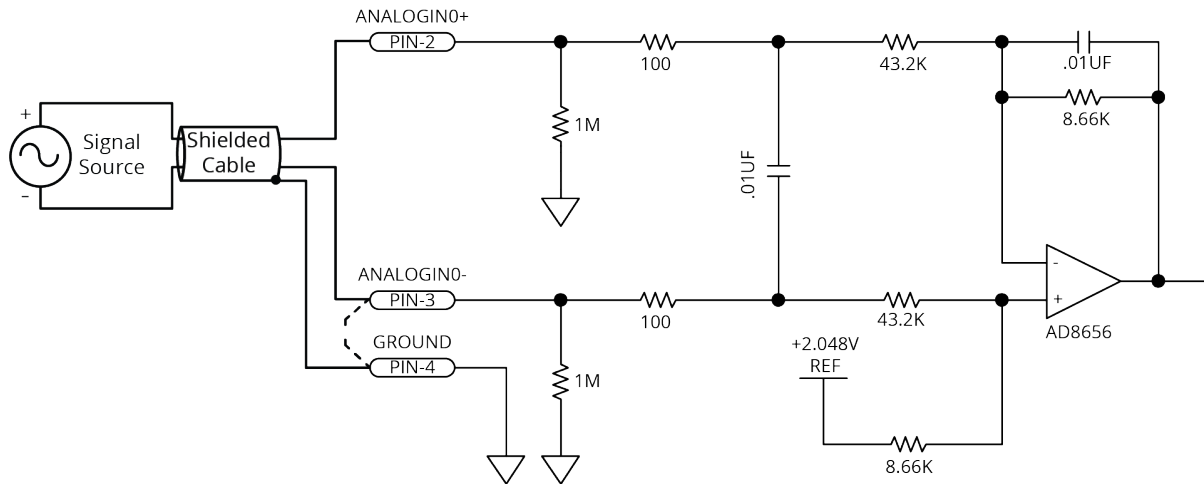 ANALOGIN0+
PIN-2
100
43.2K
.01UF
8.66K
1M
+
Signal
Source
-
Shielded
Cable
.01UF
ANALOGIN0-
PIN-3
100
43.2K
-
+
AD8656
GROUND
PIN-4
1M
+2.048V
REF
8.66K